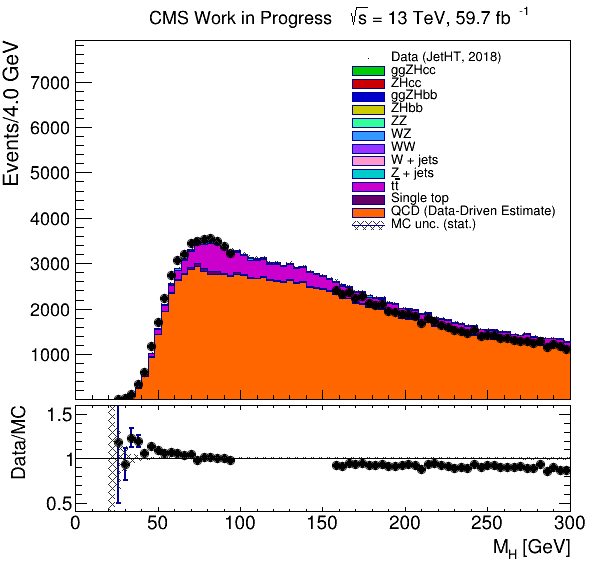 CMS Work in Progress √s = 13 TeV, 59.7 fb⁻¹
Events/4.0 GeV
7000
6000
5000
4000
3000
2000
1000
Data (JetHT, 2018)
ggZHcc
ZHcc
ggZHbb
ZHbb
ZZ
WZ
WW
W + jets
Z + jets
tt̅
Single top
QCD (Data-Driven Estimate)
MC unc. (stat.)
Data/MC
1.5
1
0.5
0 50 100 150 200 250 300
M_H [GeV]